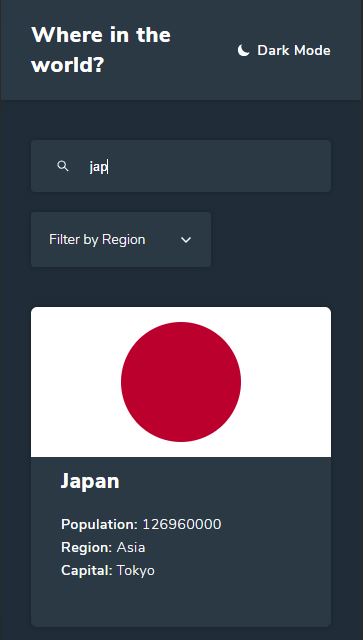 Where in the
world?
Dark Mode
jap
Filter by Region
Japan
Population: 126960000
Region: Asia
Capital: Tokyo